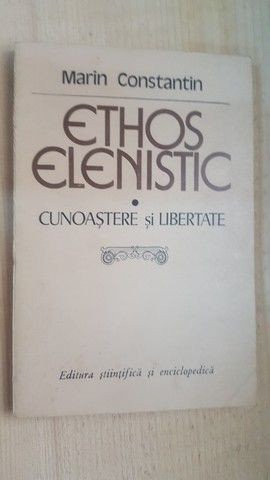 Marin Constantin
ETHOS
ELENISTIC
•
CUNOAȘTERE și LIBERTATE
Editura științifică și enciclopedică